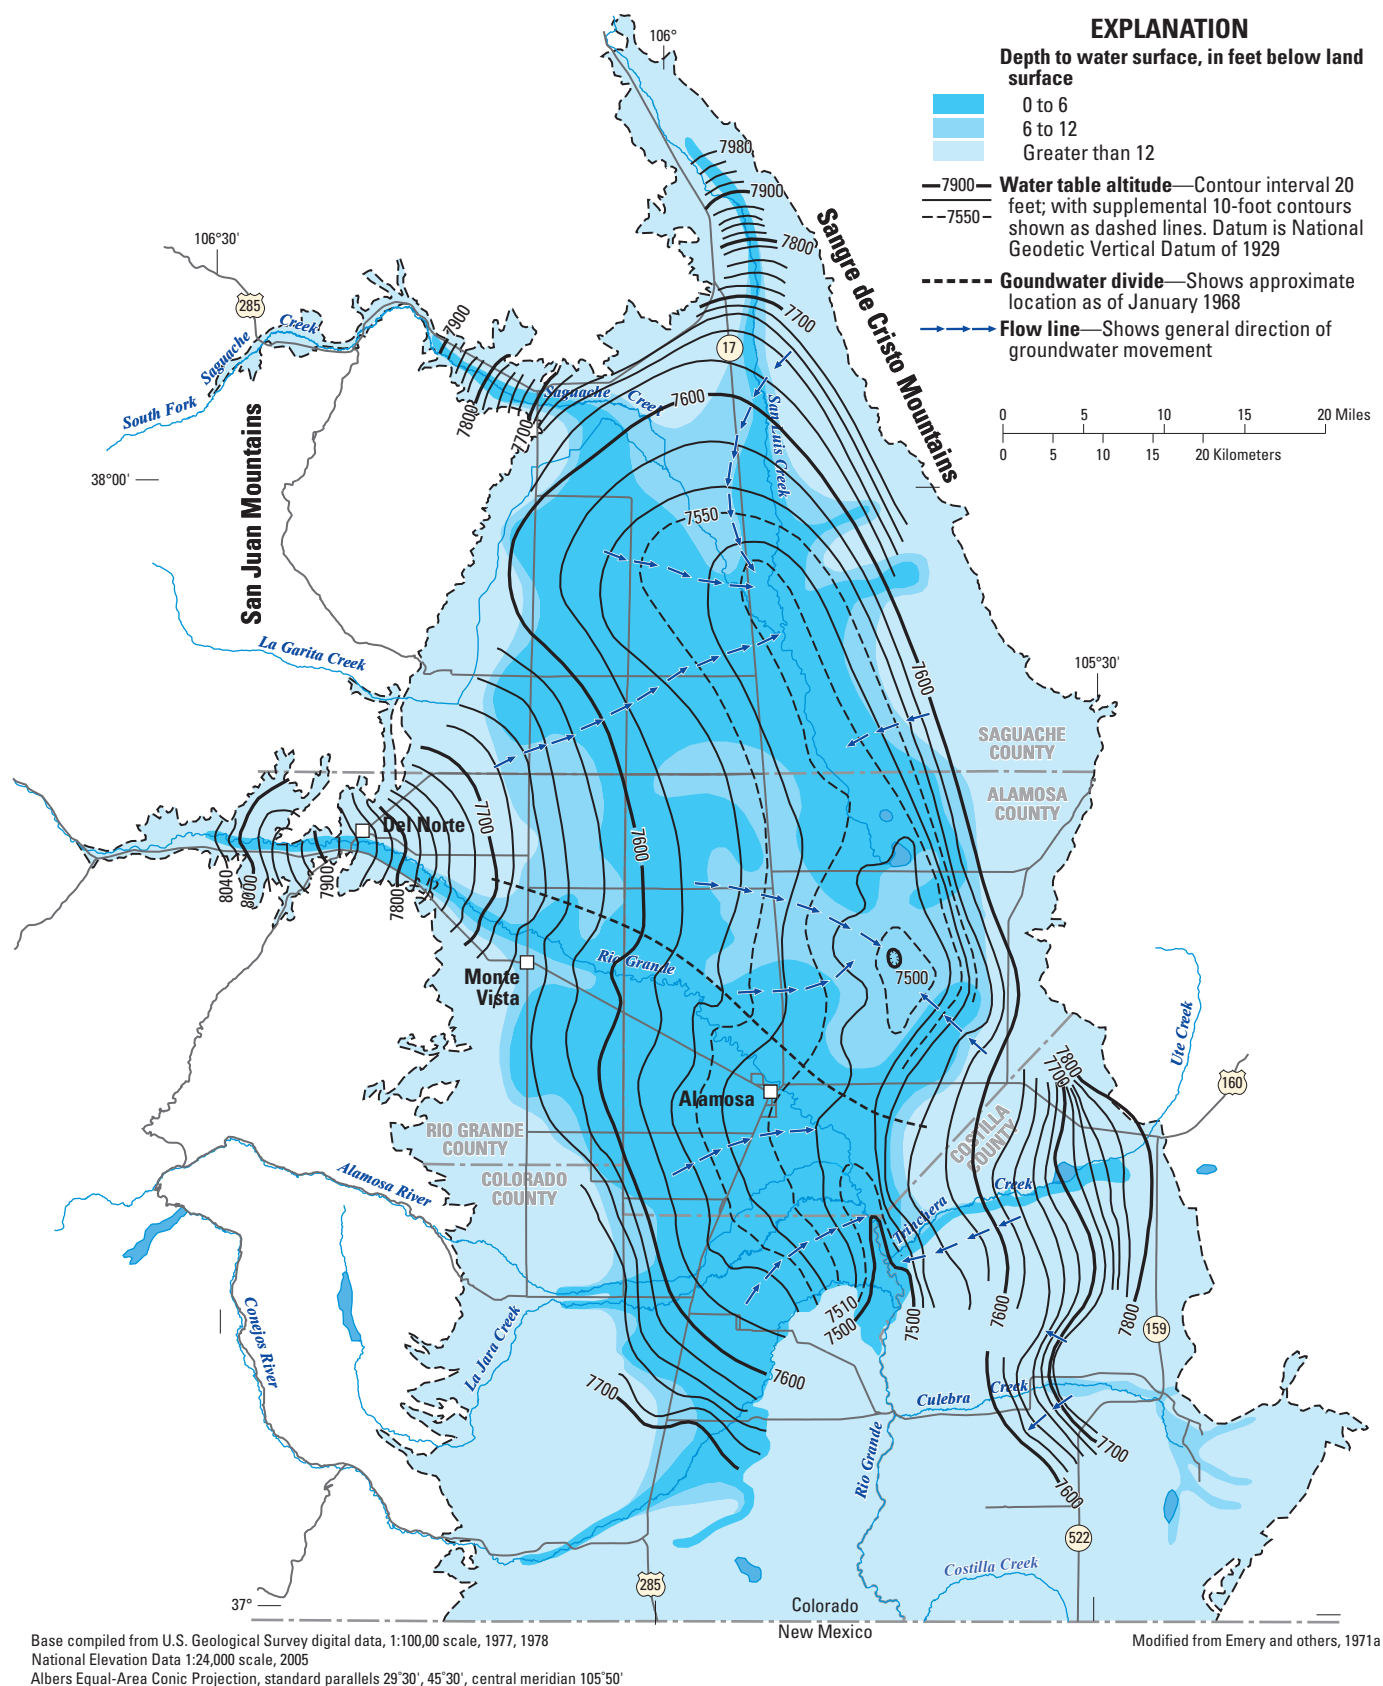 EXPLANATION
Depth to water surface, in feet below land
surface
0 to 6
6 to 12
Greater than 12
7900
Water table altitude—Contour interval 20
feet; with supplemental 10-foot contours
7550
shown as dashed lines. Datum is National
Geodetic Vertical Datum of 1929
Goundwater divide—Shows approximate
location as of January 1968
Flow line—Shows general direction of
groundwater movement
0 5 10 15 20 Miles
0 5 10 15 20 Kilometers
106°
7980
7900
7800
7700
Sangre de Cristo Mountains
106°30'
285
Creek
Saguache
South Fork
7900
7800
7700
17
Saguache
Creek
7600
San Luis Creek
38°00'
San Juan Mountains
7550
La Garita Creek
105°30'
7600
SAGUACHE
COUNTY
ALAMOSA
COUNTY
Del Norte
7700
7600
8040
8000
7900
7800
Rio Grande
Monte
Vista
7500
Ute Creek
7800
7700
160
Alamosa
RIO GRANDE
COUNTY
COLORADO
COUNTY
COSTILLA
COUNTY
Alamosa River
Creek
Trinchera
Conejos River
La Jara Creek
7510
7500
7500
7600
7800
159
7700
7600
Culebra
Creek
Rio Grande
7700
7600
522
Costilla Creek
285
37°
Colorado
New Mexico
Base compiled from U.S. Geological Survey digital data, 1:100,00 scale, 1977, 1978
National Elevation Data 1:24,000 scale, 2005
Albers Equal-Area Conic Projection, standard parallels 29°30', 45°30', central meridian 105°50'
Modified from Emery and others, 1971a